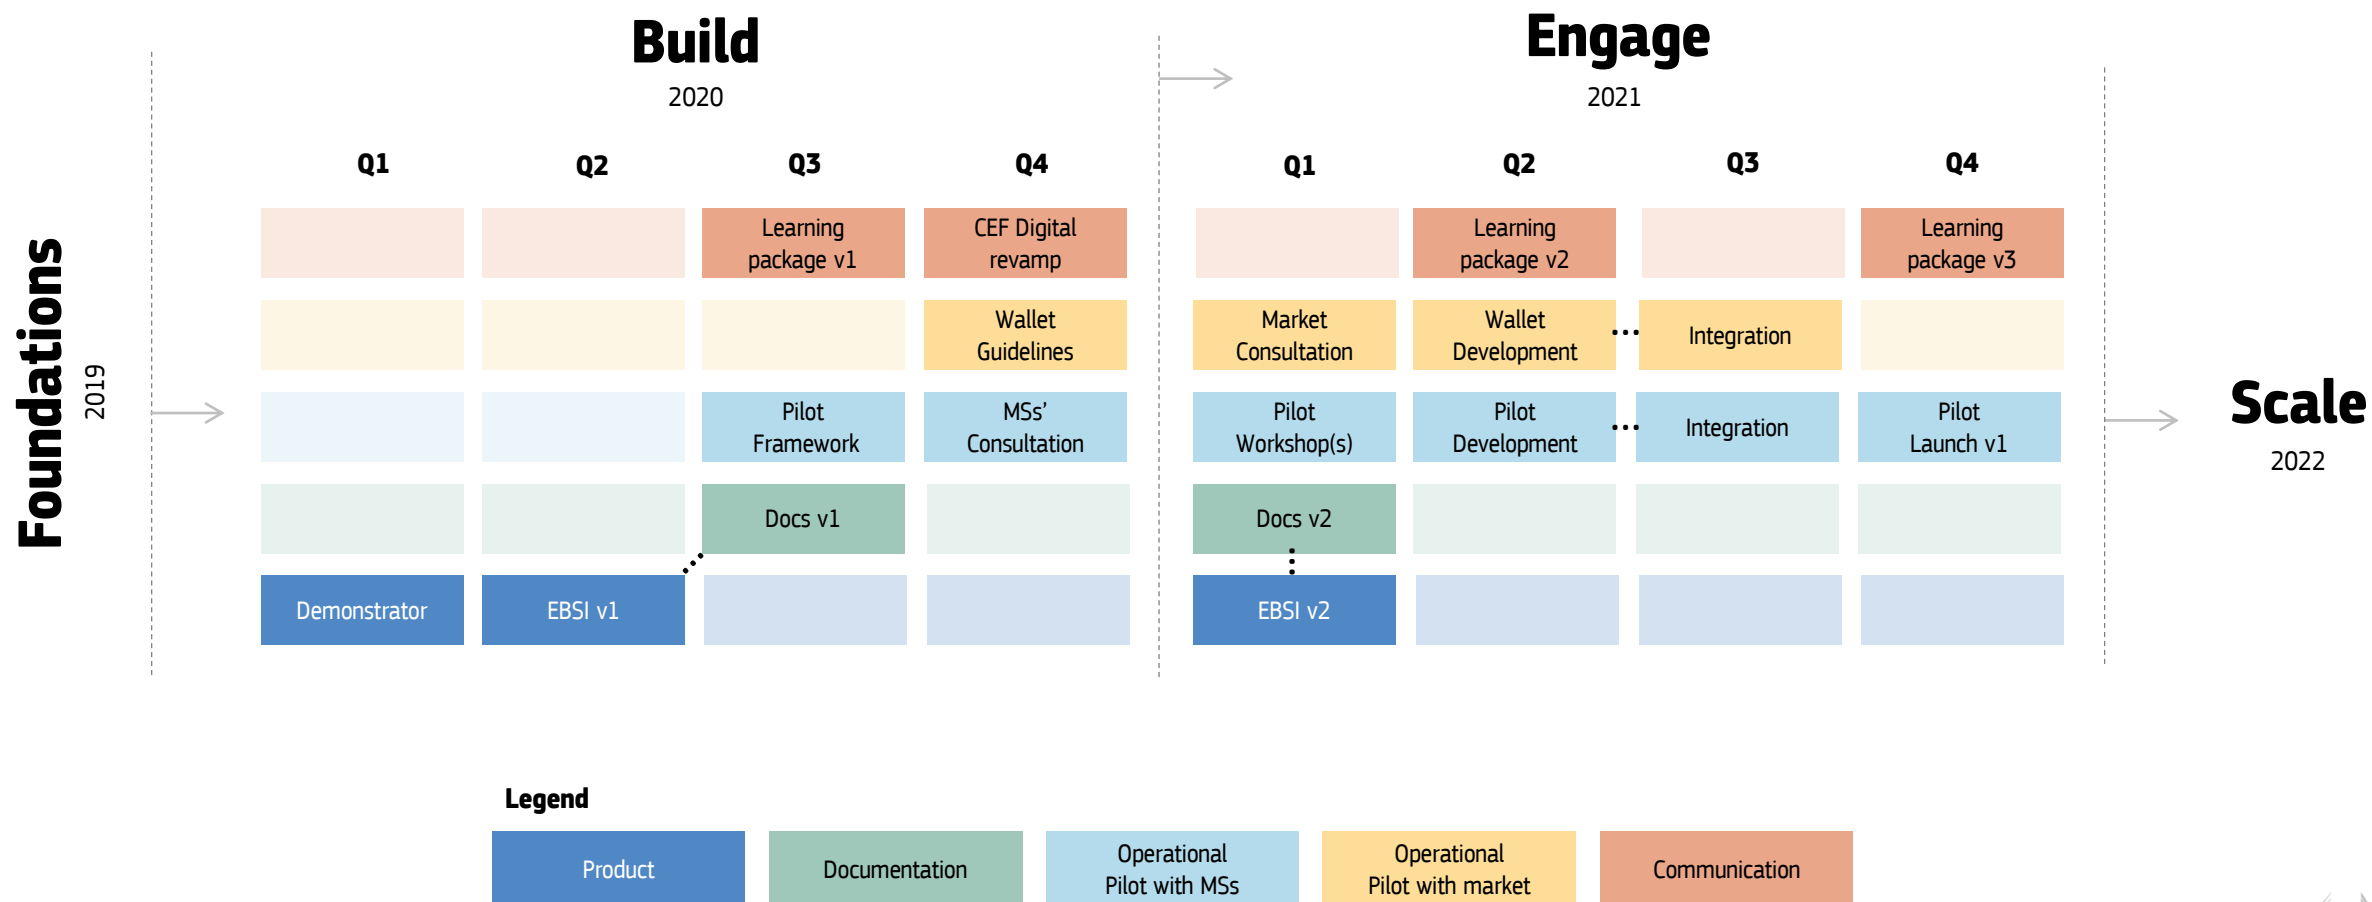 Foundations
2019
Build
2020
Engage
2021
Q1
Q2
Q3
Q4
Q1
Q2
Q3
Q4
Learning
package v1
CEF Digital
revamp
Learning
package v2
Learning
package v3
Wallet
Guidelines
Market
Consultation
Wallet
Development
Integration
Pilot
Framework
MSs’
Consultation
Pilot
Workshop(s)
Pilot
Development
Integration
Pilot
Launch v1
Docs v1
Docs v2
Demonstrator
EBSI v1
EBSI v2
Scale
2022
Legend
Product
Documentation
Operational
Pilot with MSs
Operational
Pilot with market
Communication